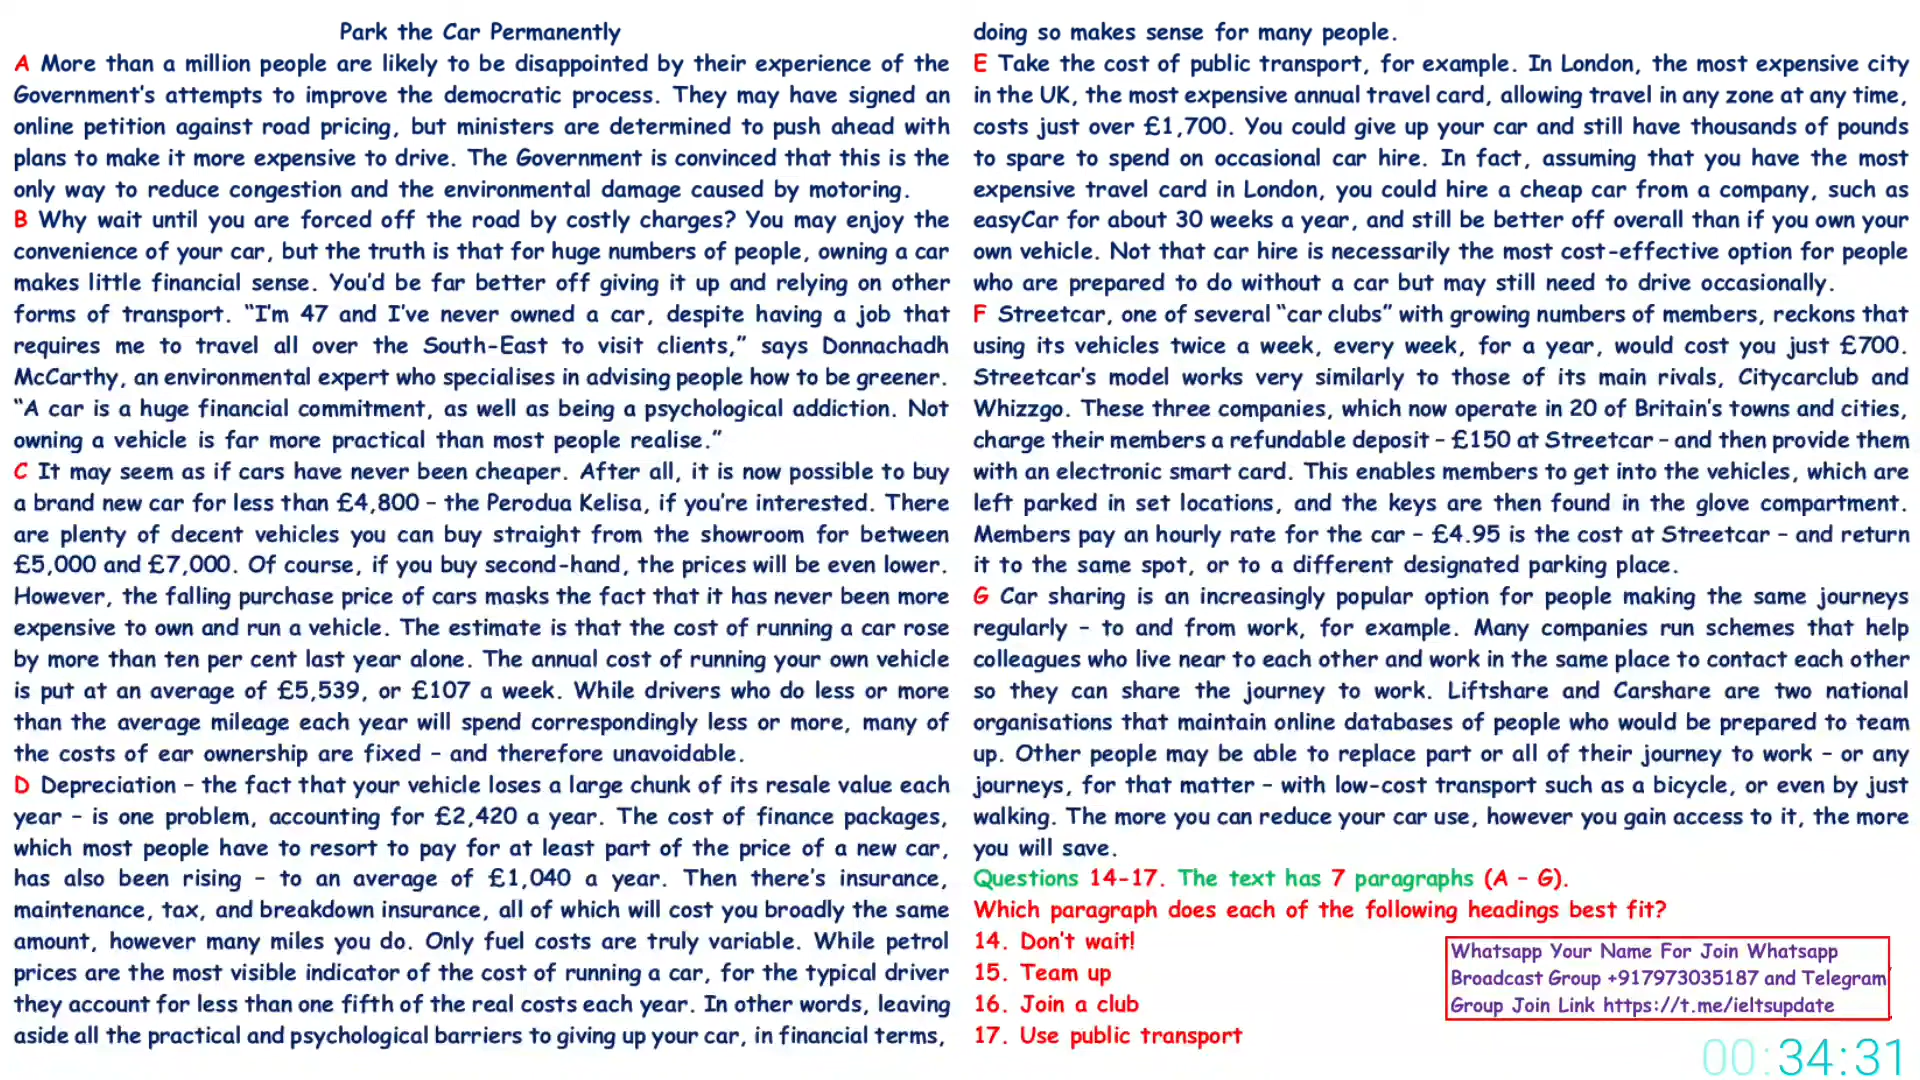 Park the Car Permanently
A More than a million people are likely to be disappointed by their experience of the
Government's attempts to improve the democratic process. They may have signed an
online petition against road pricing, but ministers are determined to push ahead with
plans to make it more expensive to drive. The Government is convinced that this is the
only way to reduce congestion and the environmental damage caused by motoring.
B Why wait until you are forced off the road by costly charges? You may enjoy the
convenience of your car, but the truth is that for huge numbers of people, owning a car
makes little financial sense. You'd be far better off giving it up and relying on other
forms of transport. “I'm 47 and I've never owned a car, despite having a job that
requires me to travel all over the South-East to visit clients,” says Donnachadh
McCarthy, an environmental expert who specialises in advising people how to be greener.
“A car is a huge financial commitment, as well as being a psychological addiction. Not
owning a vehicle is far more practical than most people realise.”
C It may seem as if cars have never been cheaper. After all, it is now possible to buy
a brand new car for less than £4,800 – the Perodua Kelisa, if you're interested. There
are plenty of decent vehicles you can buy straight from the showroom for between
£5,000 and £7,000. Of course, if you buy second-hand, the prices will be even lower.
However, the falling purchase price of cars masks the fact that it has never been more
expensive to own and run a vehicle. The estimate is that the cost of running a car rose
by more than ten per cent last year alone. The annual cost of running your own vehicle
is put at an average of £5,539, or £107 a week. While drivers who do less or more
than the average mileage each year will spend correspondingly less or more, many of
the costs of ear ownership are fixed – and therefore unavoidable.
D Depreciation – the fact that your vehicle loses a large chunk of its resale value each
year – is one problem, accounting for £2,420 a year. The cost of finance packages,
which most people have to resort to pay for at least part of the price of a new car,
has also been rising – to an average of £1,040 a year. Then there's insurance,
maintenance, tax, and breakdown insurance, all of which will cost you broadly the same
amount, however many miles you do. Only fuel costs are truly variable. While petrol
prices are the most visible indicator of the cost of running a car, for the typical driver
they account for less than one fifth of the real costs each year. In other words, leaving
aside all the practical and psychological barriers to giving up your car, in financial terms,
doing so makes sense for many people.
E Take the cost of public transport, for example. In London, the most expensive city
in the UK, the most expensive annual travel card, allowing travel in any zone at any time,
costs just over £1,700. You could give up your car and still have thousands of pounds
to spare to spend on occasional car hire. In fact, assuming that you have the most
expensive travel card in London, you could hire a cheap car from a company, such as
easyCar for about 30 weeks a year, and still be better off overall than if you own your
own vehicle. Not that car hire is necessarily the most cost-effective option for people
who are prepared to do without a car but may still need to drive occasionally.
F Streetcar, one of several “car clubs” with growing numbers of members, reckons that
using its vehicles twice a week, every week, for a year, would cost you just £700.
Streetcar's model works very similarly to those of its main rivals, Citycarclub and
Whizzgo. These three companies, which now operate in 20 of Britain's towns and cities,
charge their members a refundable deposit – £150 at Streetcar – and then provide them
with an electronic smart card. This enables members to get into the vehicles, which are
left parked in set locations, and the keys are then found in the glove compartment.
Members pay an hourly rate for the car – £4.95 is the cost at Streetcar – and return
it to the same spot, or to a different designated parking place.
G Car sharing is an increasingly popular option for people making the same journeys
regularly – to and from work, for example. Many companies run schemes that help
colleagues who live near to each other and work in the same place to contact each other
so they can share the journey to work. Liftshare and Carshare are two national
organisations that maintain online databases of people who would be prepared to team
up. Other people may be able to replace part or all of their journey to work – or any
journeys, for that matter – with low-cost transport such as a bicycle, or even by just
walking. The more you can reduce your car use, however you gain access to it, the more
you will save.
Questions 14-17. The text has 7 paragraphs (A – G).
Which paragraph does each of the following headings best fit?
14. Don't wait!
15. Team up
16. Join a club
17. Use public transport
Whatsapp Your Name For Join Whatsapp
Broadcast Group +917973035187 and Telegram
Group Join Link https://t.me/ieltsupdate
00:34:31